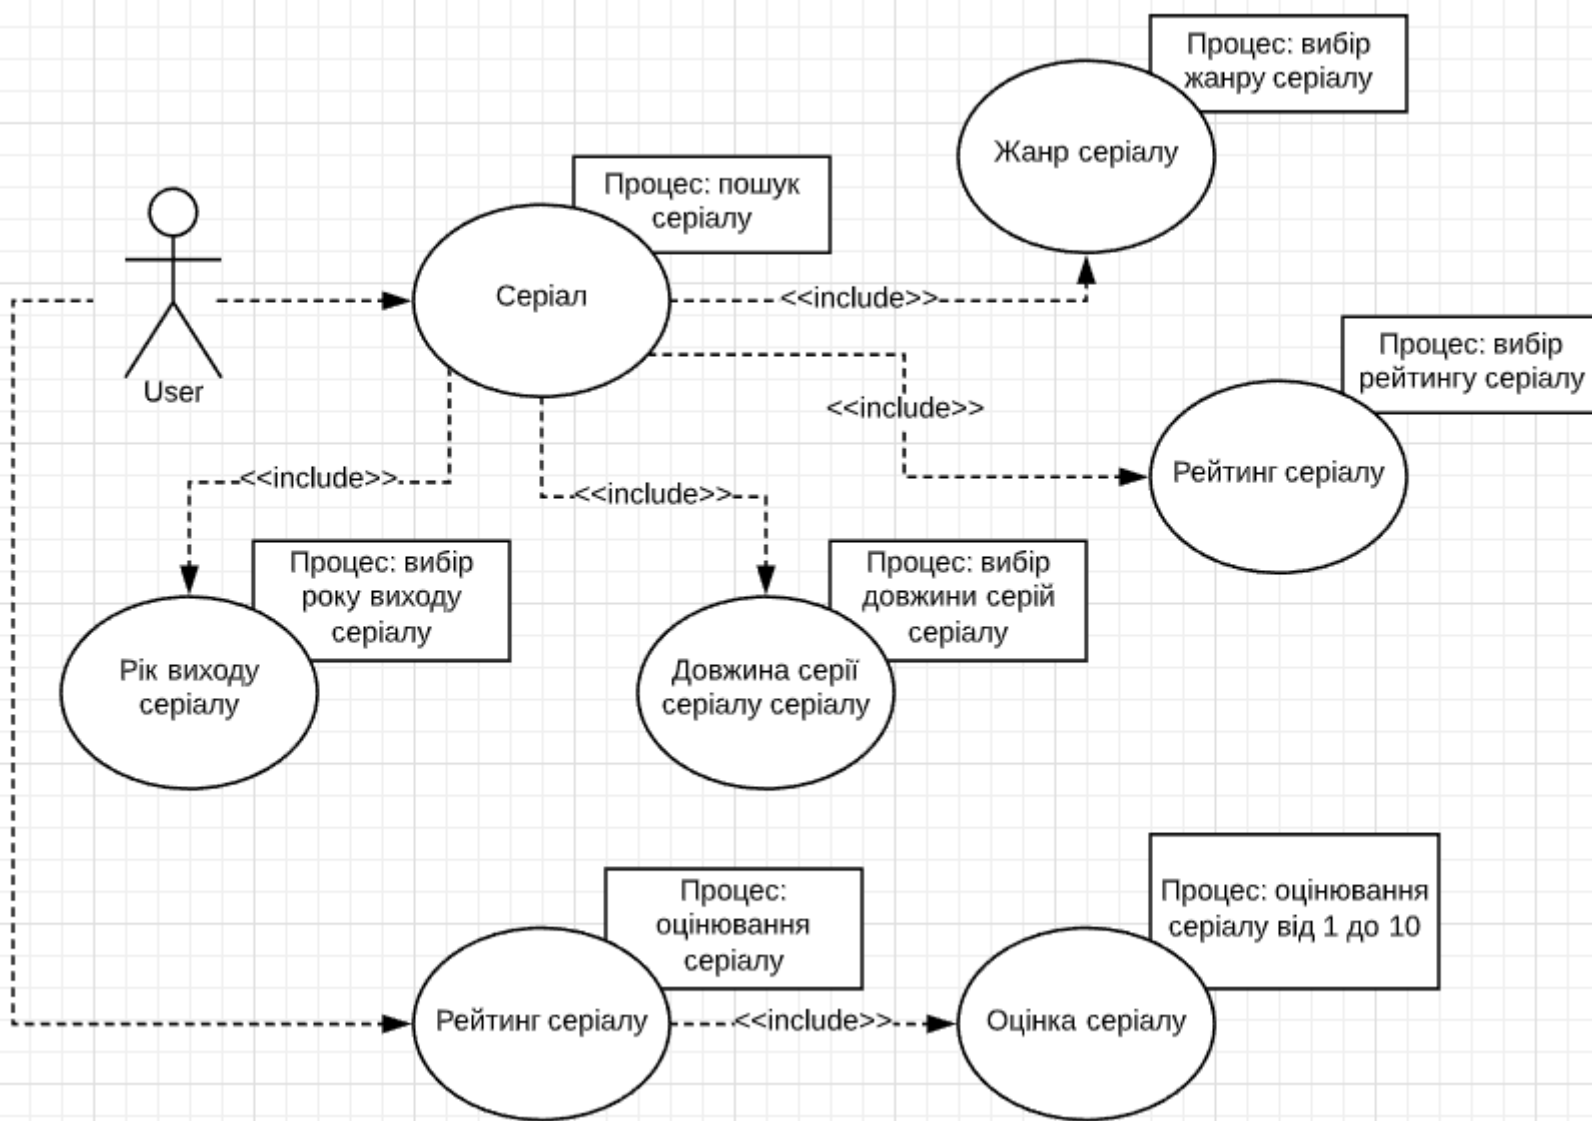 Процес: вибір
жанру серіалу
Жанр серіалу
Процес: пошук
серіалу
Серіал
<<include>>
User
Процес: вибір
рейтингу серіалу
<<include>>
Рейтинг серіалу
<<include>>
<<include>>
Процес: вибір
року виходу
серіалу
Рік виходу
серіалу
Процес: вибір
довжини серій
серіалу
Довжина серії
серіалу серіалу
Процес:
оцінювання
серіалу
Рейтинг серіалу
<<include>>
Процес: оцінювання
серіалу від 1 до 10
Оцінка серіалу